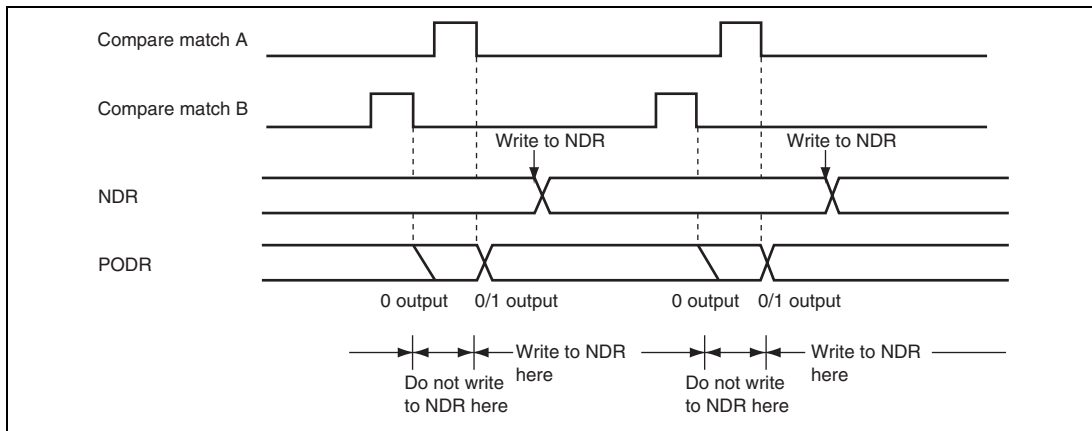 Compare match A
Compare match B
Write to NDR
Write to NDR
NDR
PODR
0 output
0/1 output
0 output
0/1 output
Write to NDR
here
Do not write
to NDR here
Write to NDR
here
Do not write
to NDR here